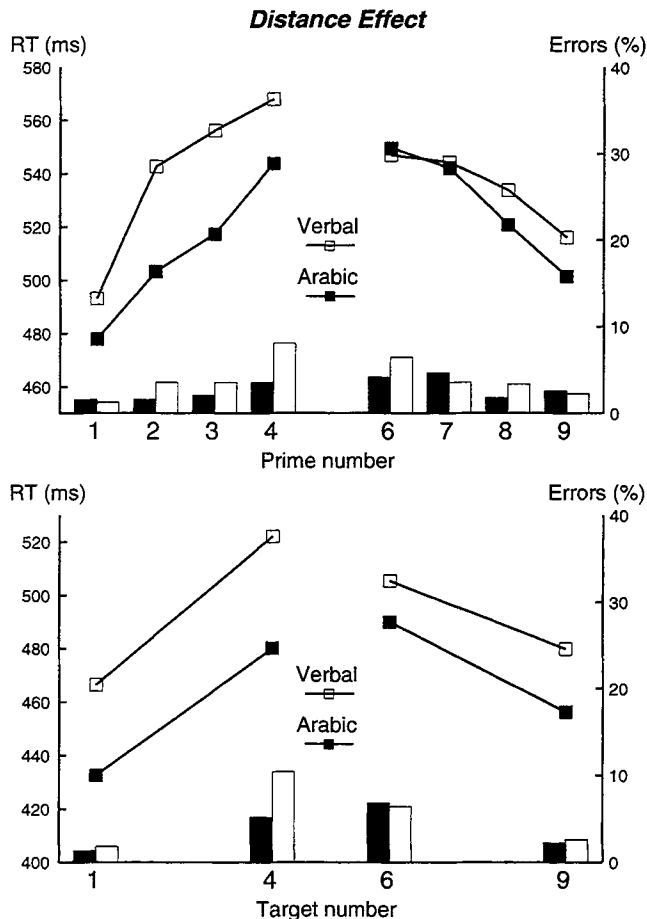 Distance Effect
RT (ms) Errors (%)
580 40
560
540 30
520
Verbal
20
500
Arabic
480 10
460
0
1 2 3 4 6 7 8 9
Prime number
RT (ms) Errors (%)
40
520
500 30
480
Verbal
460 20
Arabic
440
10
420
400 0
1 4 6 9
Target number